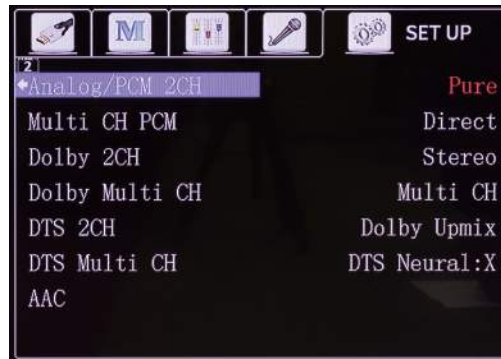 M SET UP
2
Analog/PCM 2CH Pure
Multi CH PCM Direct
Dolby 2CH Stereo
Dolby Multi CH Multi CH
DTS 2CH Dolby Upmix
DTS Multi CH DTS Neural:X
AAC